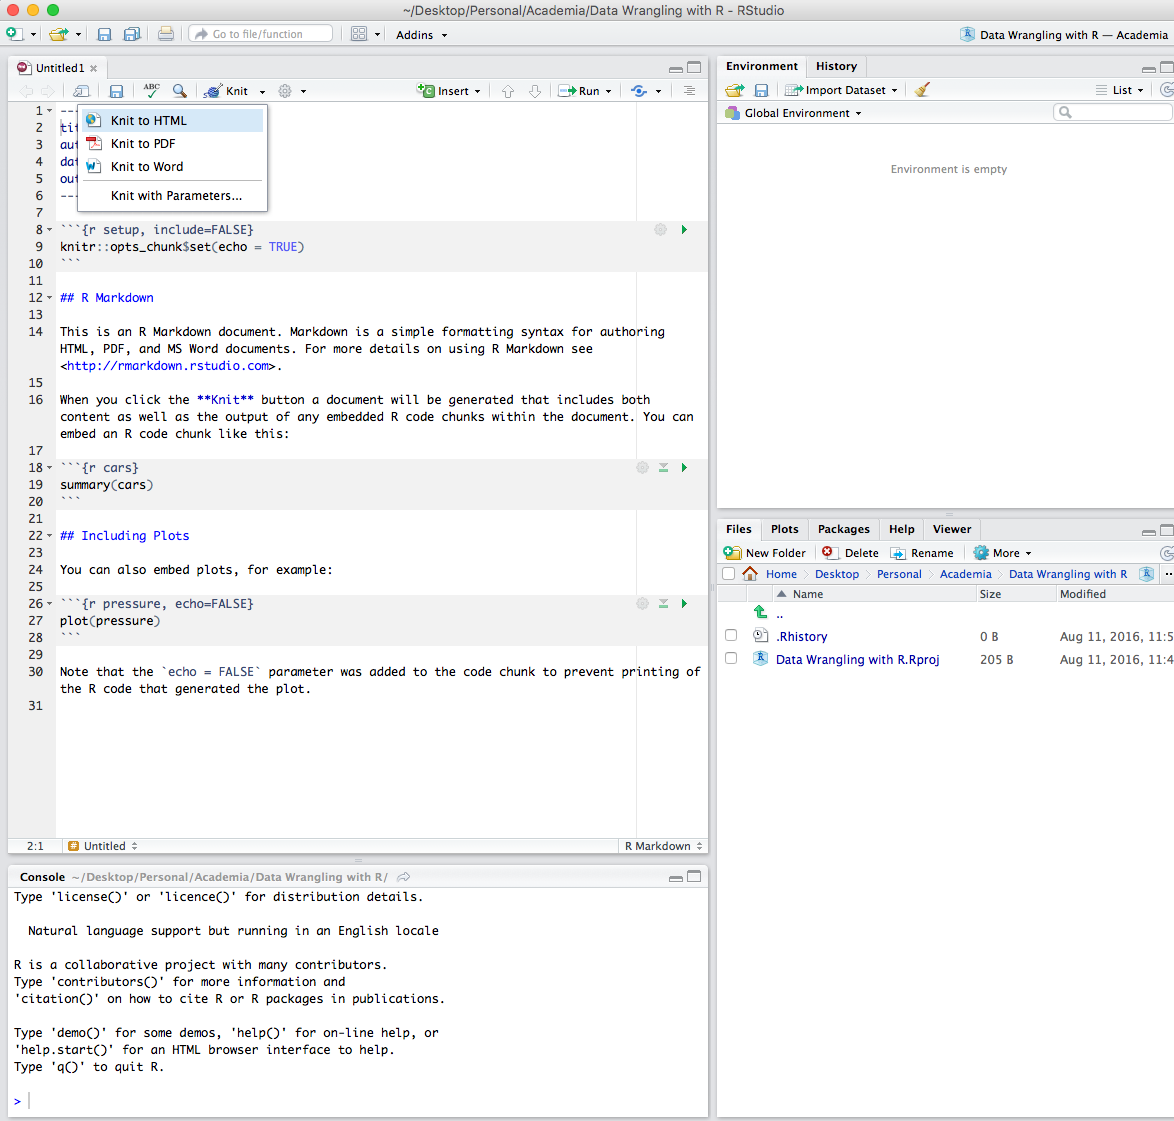 ~/Desktop/Personal/Academia/Data Wrangling with R - RStudio
Go to file/function
Addins
Data Wrangling with R — Academia
Untitled1
ABC
Knit
Insert
Run
1 ---
2 tit
3 aut
4 dat
5 out
6 ---
Knit to HTML
Knit to PDF
Knit to Word
Knit with Parameters...
7
8 ```{r setup, include=FALSE}
9 knitr::opts_chunk$set(echo = TRUE)
10 ```
11
12 ## R Markdown
13
14 This is an R Markdown document. Markdown is a simple formatting syntax for authoring
HTML, PDF, and MS Word documents. For more details on using R Markdown see
<http://rmarkdown.rstudio.com>.
15
16 When you click the **Knit** button a document will be generated that includes both
content as well as the output of any embedded R code chunks within the document. You can
embed an R code chunk like this:
17
18 ```{r cars}
19 summary(cars)
20 ```
21
22 ## Including Plots
23
24 You can also embed plots, for example:
25
26 ```{r pressure, echo=FALSE}
27 plot(pressure)
28 ```
29
30 Note that the `echo = FALSE` parameter was added to the code chunk to prevent printing of
the R code that generated the plot.
31
2:1 # Untitled R Markdown
Console ~/Desktop/Personal/Academia/Data Wrangling with R/
Type 'license()' or 'licence()' for distribution details.
Natural language support but running in an English locale
R is a collaborative project with many contributors.
Type 'contributors()' for more information and
'citation()' on how to cite R or R packages in publications.
Type 'demo()' for some demos, 'help()' for on-line help, or
'help.start()' for an HTML browser interface to help.
Type 'q()' to quit R.
>
Environment History
Import Dataset List
Global Environment
Environment is empty
Files Plots Packages Help Viewer
New Folder Delete Rename More
Home Desktop Personal Academia Data Wrangling with R
Name Size Modified
..
.Rhistory 0 B Aug 11, 2016, 11:5
Data Wrangling with R.Rproj 205 B Aug 11, 2016, 11:4